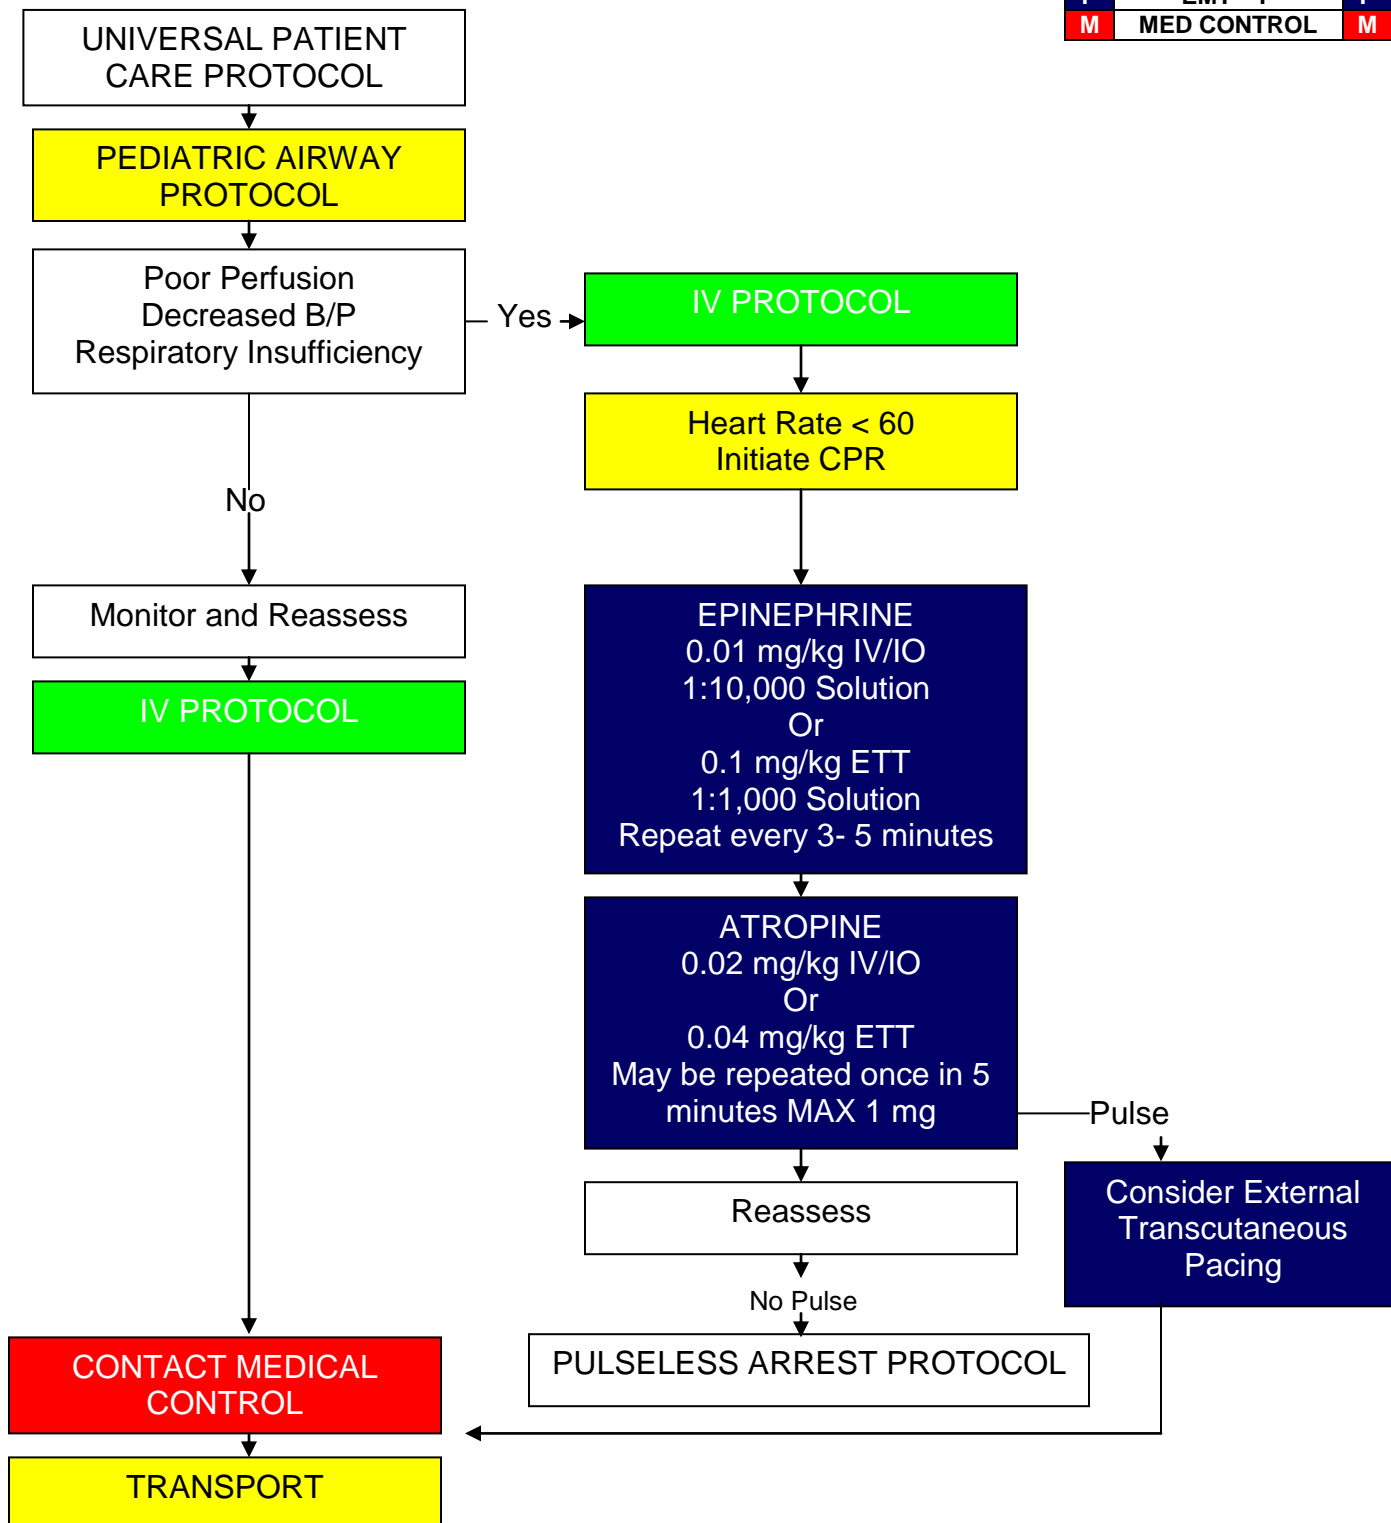 M MED CONTROL M
UNIVERSAL PATIENT
CARE PROTOCOL
PEDIATRIC AIRWAY
PROTOCOL
Poor Perfusion
Decreased B/P
Respiratory Insufficiency
Yes
IV PROTOCOL
Heart Rate < 60
Initiate CPR
No
Monitor and Reassess
IV PROTOCOL
EPINEPHRINE
0.01 mg/kg IV/IO
1:10,000 Solution
Or
0.1 mg/kg ETT
1:1,000 Solution
Repeat every 3- 5 minutes
ATROPINE
0.02 mg/kg IV/IO
Or
0.04 mg/kg ETT
May be repeated once in 5
minutes MAX 1 mg
Pulse
Consider External
Transcutaneous
Pacing
Reassess
No Pulse
PULSELESS ARREST PROTOCOL
CONTACT MEDICAL
CONTROL
TRANSPORT